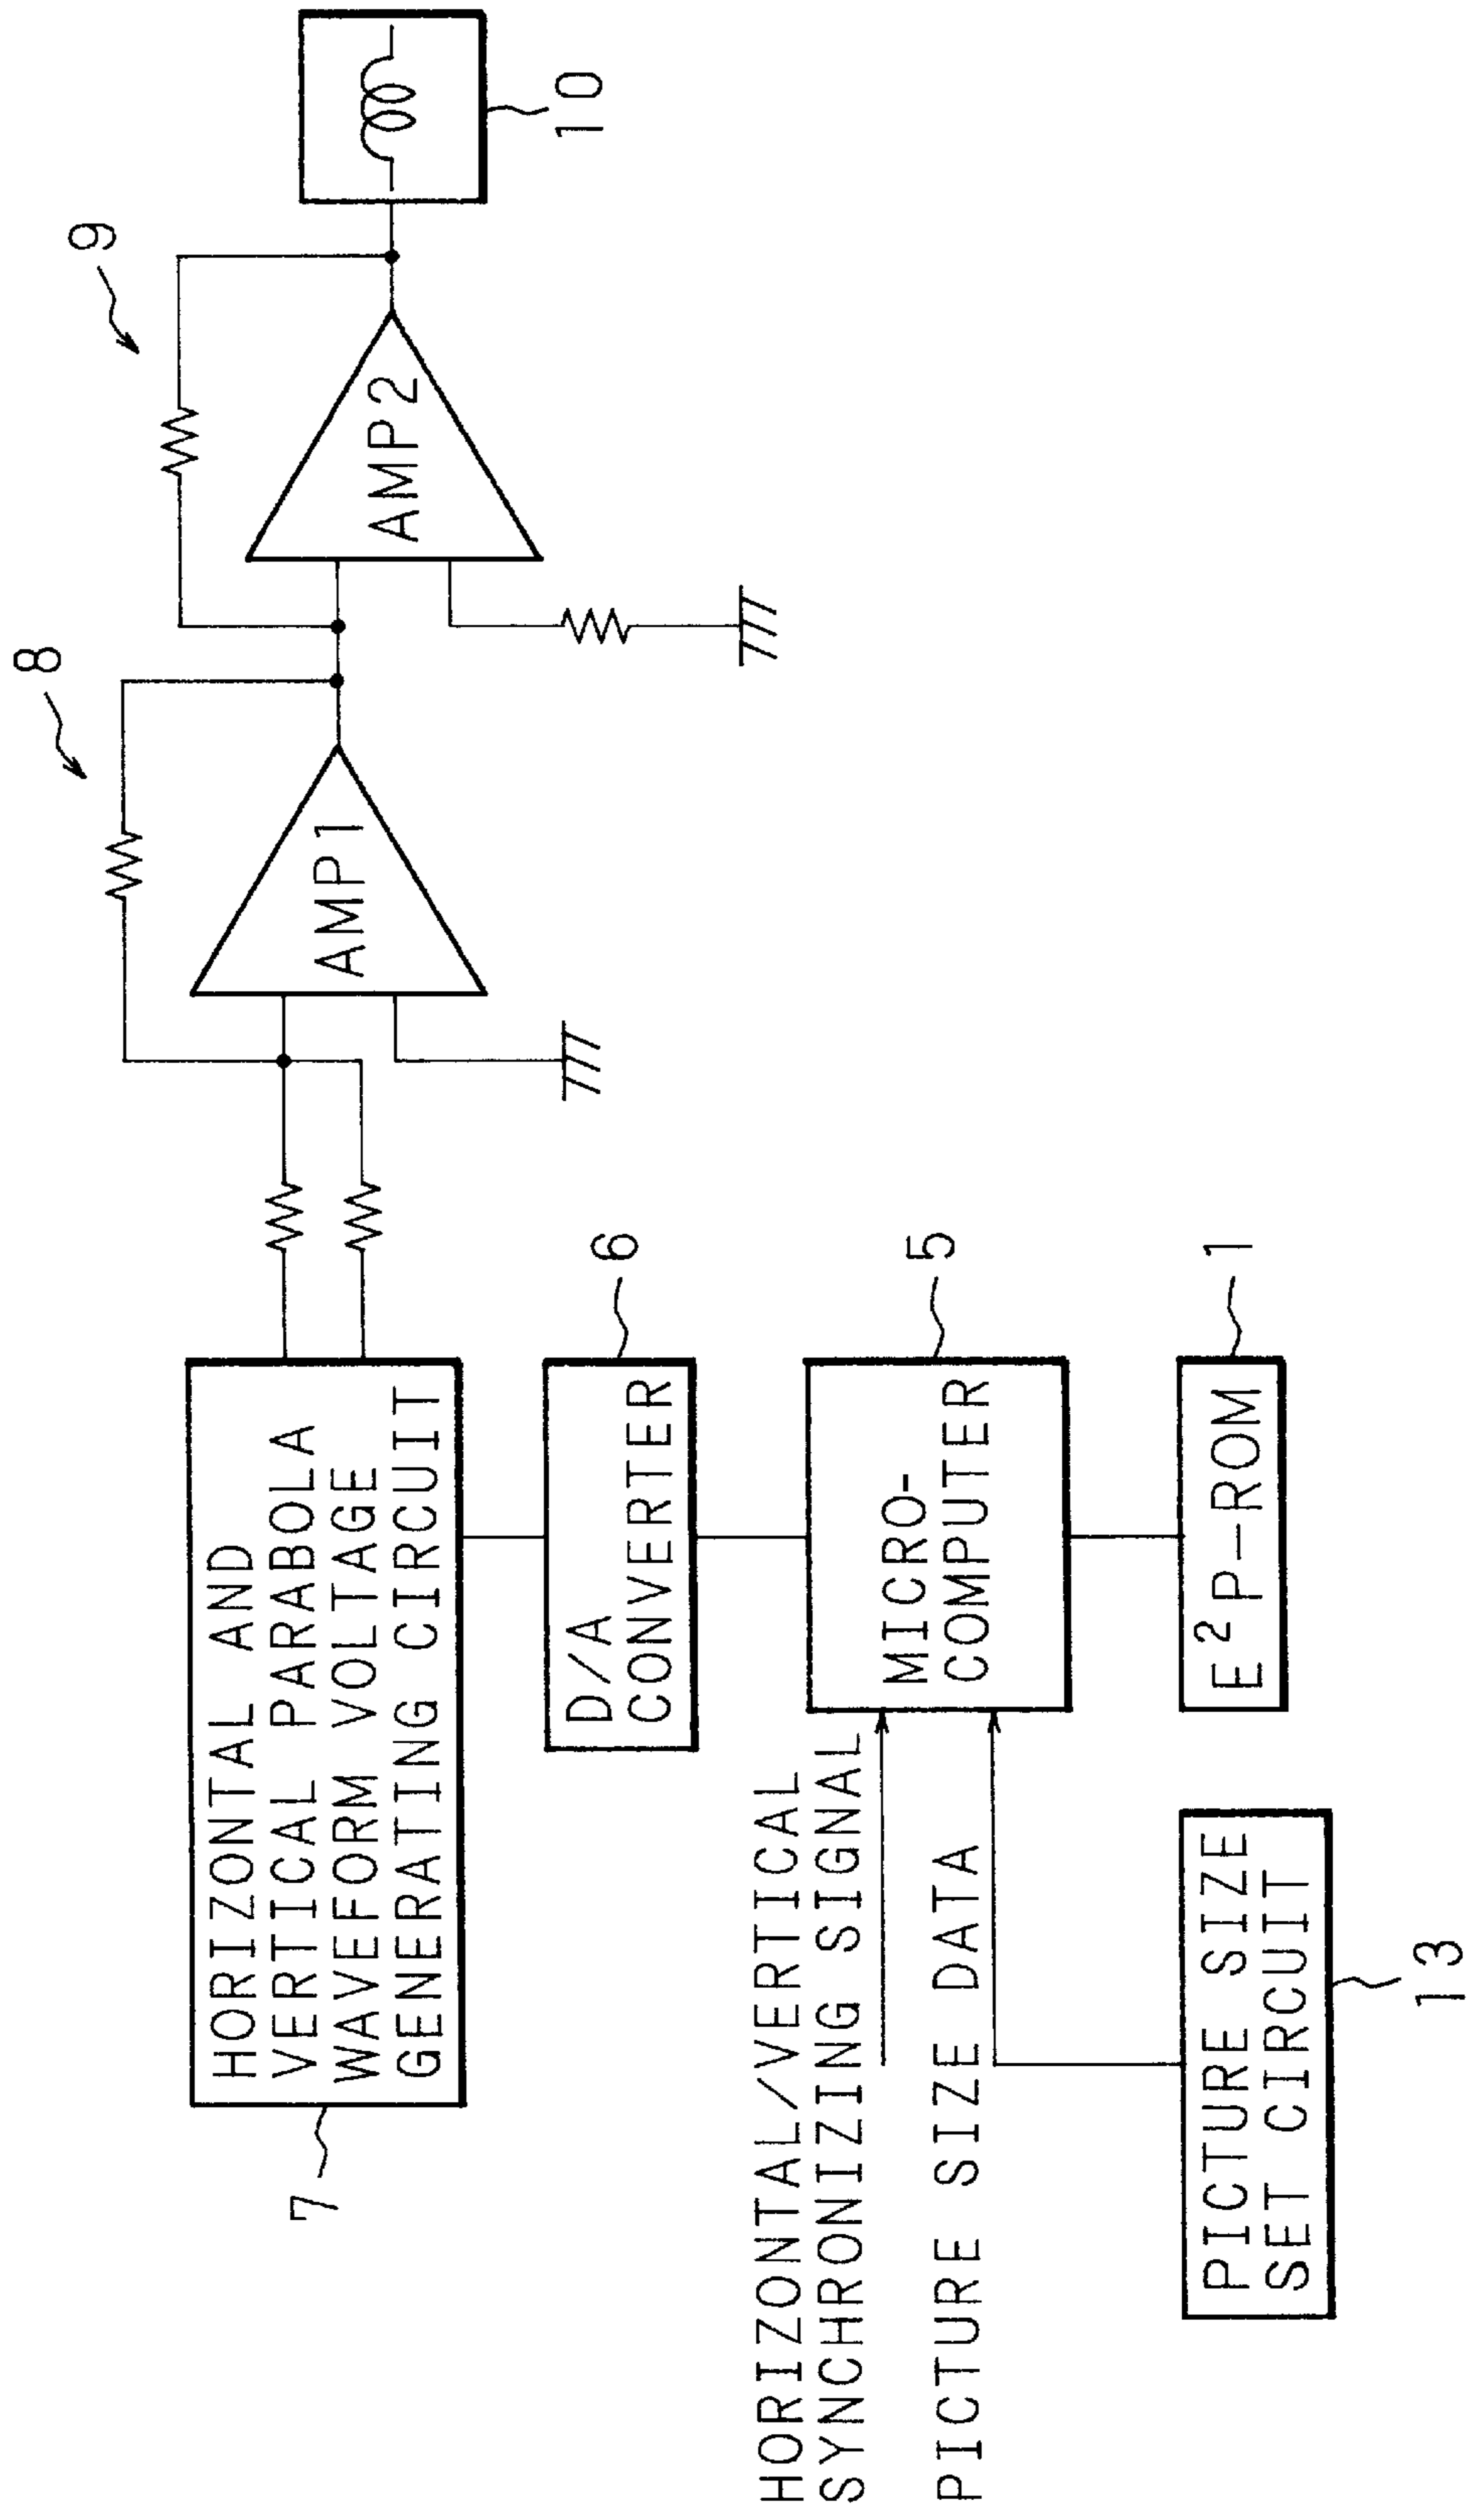 8
9
10
AMP1
AMP2
HORIZONTAL AND
VERTICAL PARABOLA
WAVEFORM VOLTAGE
GENERATING CIRCUIT
7
D/A
CONVERTER
6
HORIZONTAL/VERTICAL
SYNCHRONIZING SIGNAL
PICTURE SIZE DATA
MICRO-
COMPUTER
5
E²P-ROM
1
PICTURE SIZE
SET CIRCUIT
13